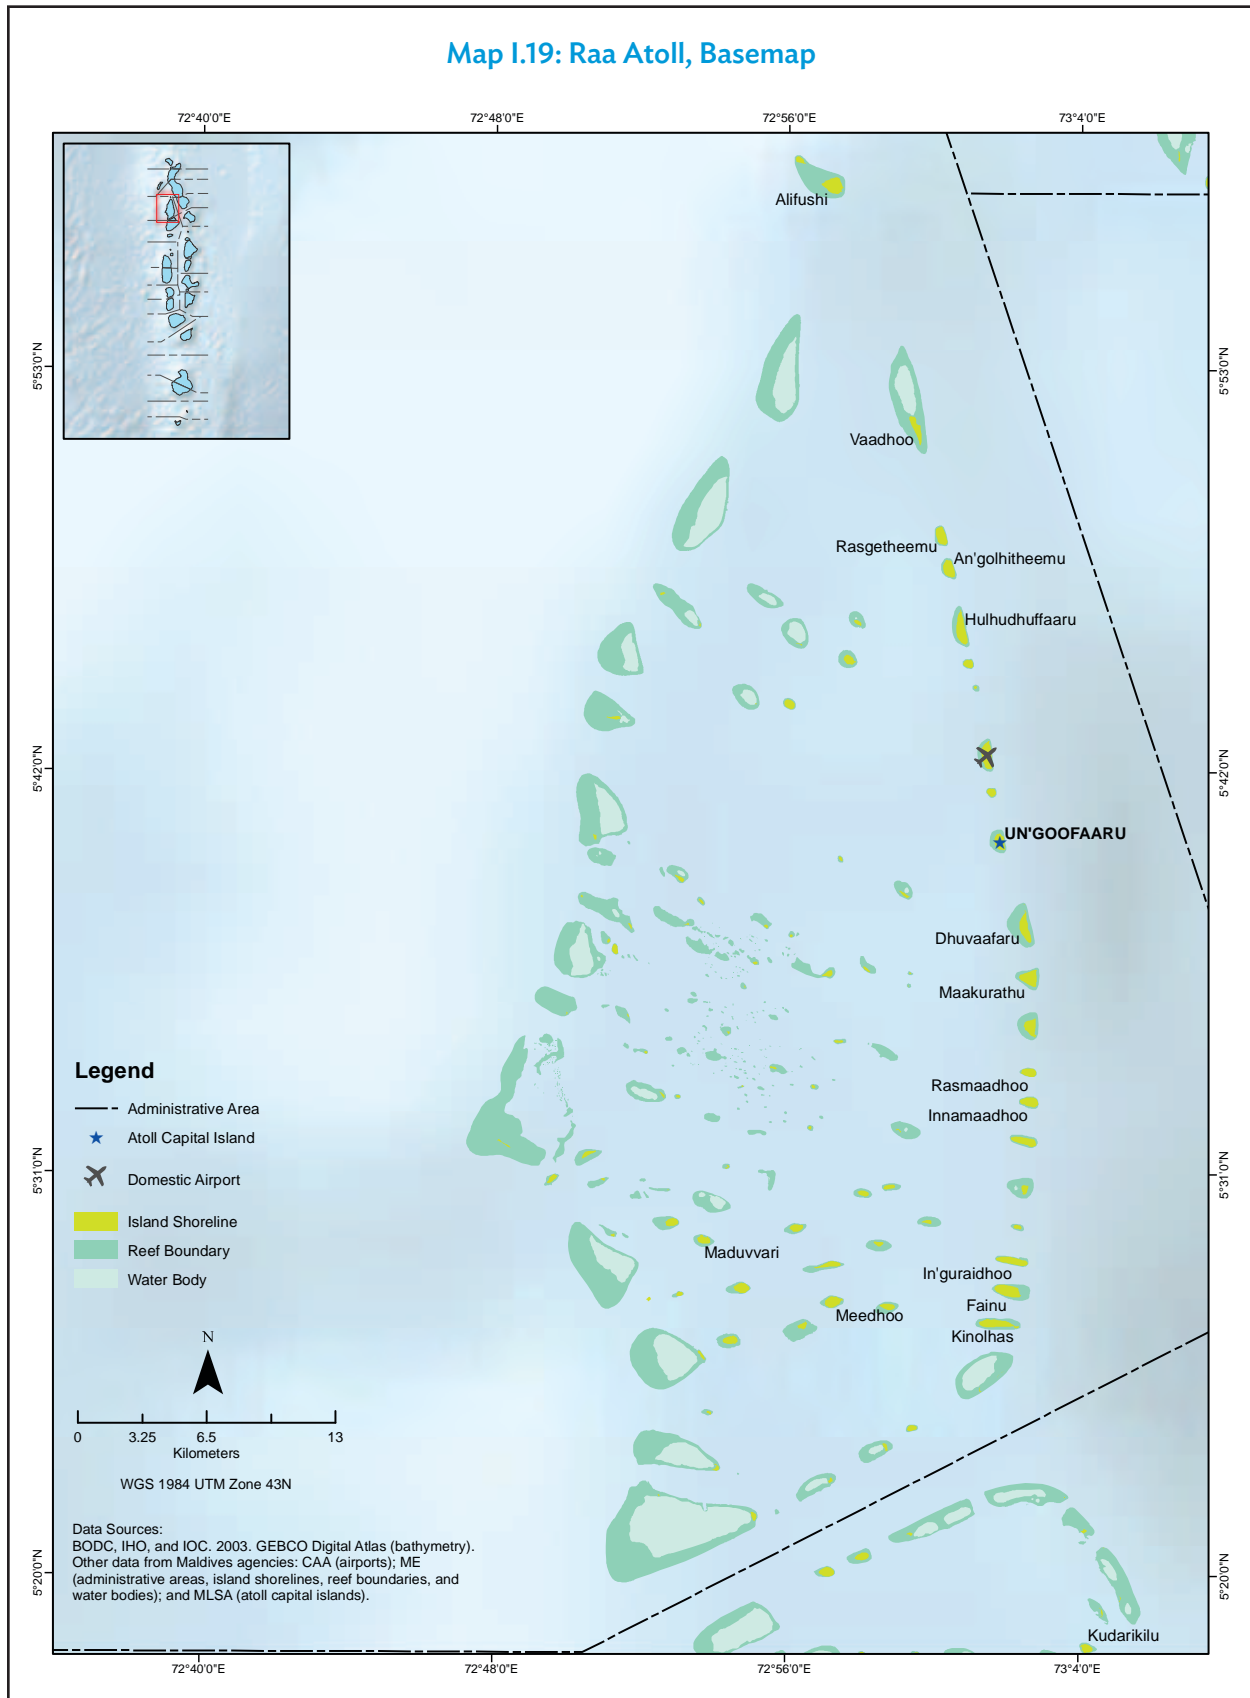 Map I.19: Raa Atoll, Basemap
72°40'0"E
72°48'0"E
72°56'0"E
73°4'0"E
Alifushi
5°53'0"N
5°53'0"N
Vaadhoo
Rasgetheemu
An'golhitheemu
Hulhudhuffaaru
5°42'0"N
5°42'0"N
UN'GOOFAARU
Dhuvaafaru
Maakurathu
Rasmaadhoo
Innamaadhoo
5°31'0"N
5°31'0"N
Maduvvari
In'guraidhoo
Fainu
Meedhoo
Kinolhas
Legend
Administrative Area
Atoll Capital Island
Domestic Airport
Island Shoreline
Reef Boundary
Water Body
N
0 3.25 6.5 13
Kilometers
WGS 1984 UTM Zone 43N
Data Sources:
BODC, IHO, and IOC. 2003. GEBCO Digital Atlas (bathymetry).
Other data from Maldives agencies: CAA (airports); ME
(administrative areas, island shorelines, reef boundaries, and
water bodies); and MLSA (atoll capital islands).
5°20'0"N
5°20'0"N
Kudarikilu
72°40'0"E
72°48'0"E
72°56'0"E
73°4'0"E